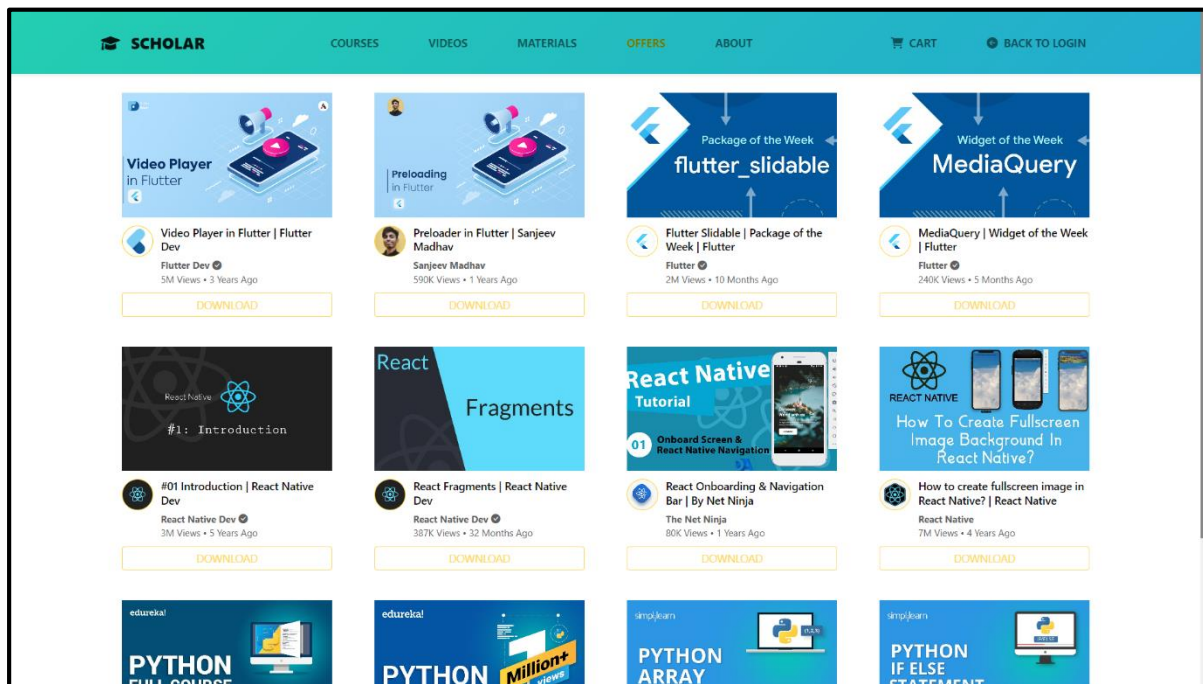 SCHOLAR
COURSES
VIDEOS
MATERIALS
OFFERS
ABOUT
CART
BACK TO LOGIN
Video Player
in Flutter
Preloading
in Flutter
Package of the Week
flutter_slidable
Widget of the Week
MediaQuery
Video Player in Flutter | Flutter
Dev
Flutter Dev
5M Views • 3 Years Ago
DOWNLOAD
Preloader in Flutter | Sanjeev
Madhav
Sanjeev Madhav
590K Views • 1 Years Ago
DOWNLOAD
Flutter Slidable | Package of the
Week | Flutter
Flutter
2M Views • 10 Months Ago
DOWNLOAD
MediaQuery | Widget of the Week
| Flutter
Flutter
240K Views • 5 Months Ago
DOWNLOAD
React Native
#1: Introduction
React
Fragments
React Native
Tutorial
01
Onboard Screen &
React Native Navigation
REACT NATIVE
How To Create Fullscreen
Image Background In
React Native?
#01 Introduction | React Native
Dev
React Native Dev
3M Views • 5 Years Ago
DOWNLOAD
React Fragments | React Native
Dev
React Native Dev
387K Views • 32 Months Ago
DOWNLOAD
React Onboarding & Navigation
Bar | By Net Ninja
The Net Ninja
80K Views • 1 Years Ago
DOWNLOAD
How to create fullscreen image in
React Native? | React Native
React Native
7M Views • 4 Years Ago
DOWNLOAD
edureka!
PYTHON
FULL COURSE
edureka!
PYTHON
1
Million+
views
simplilearn
PYTHON
ARRAY
simplilearn
PYTHON
IF ELSE
STATEMENT